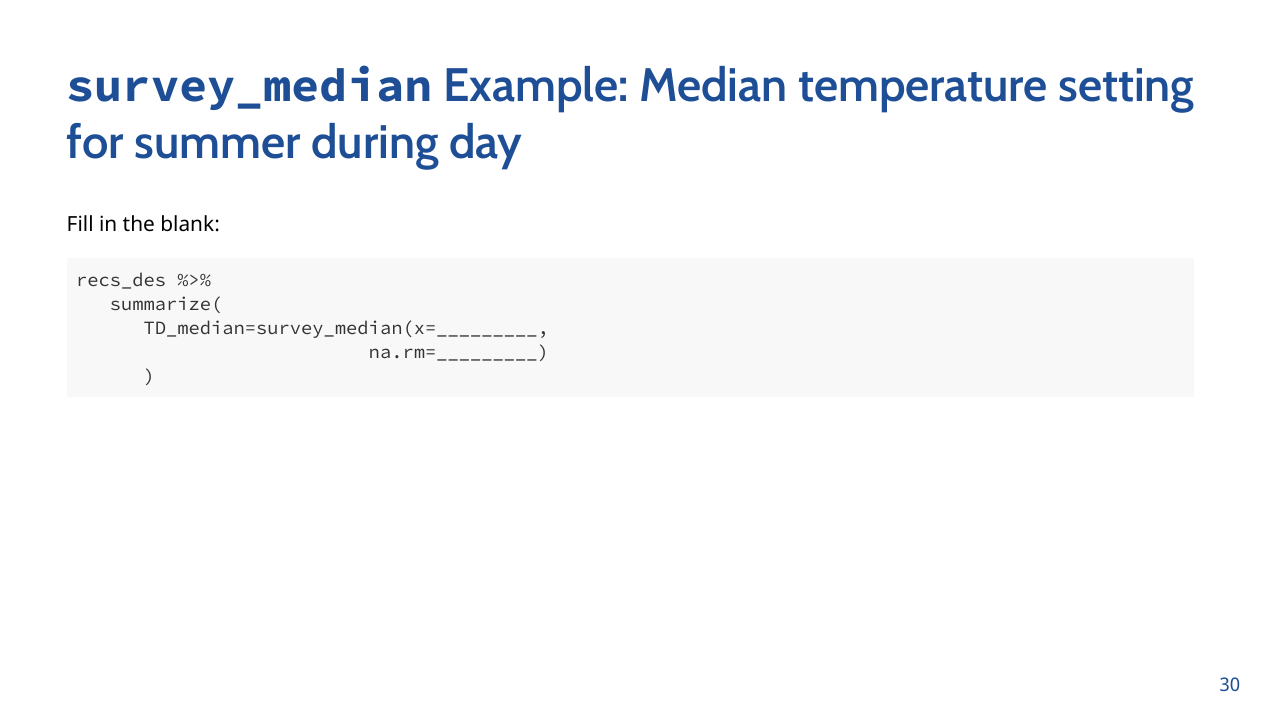 survey_median Example: Median temperature setting
for summer during day
Fill in the blank:
recs_des %>%
   summarize(
      TD_median=survey_median(x=_________,
                          na.rm=_________)
      )
30